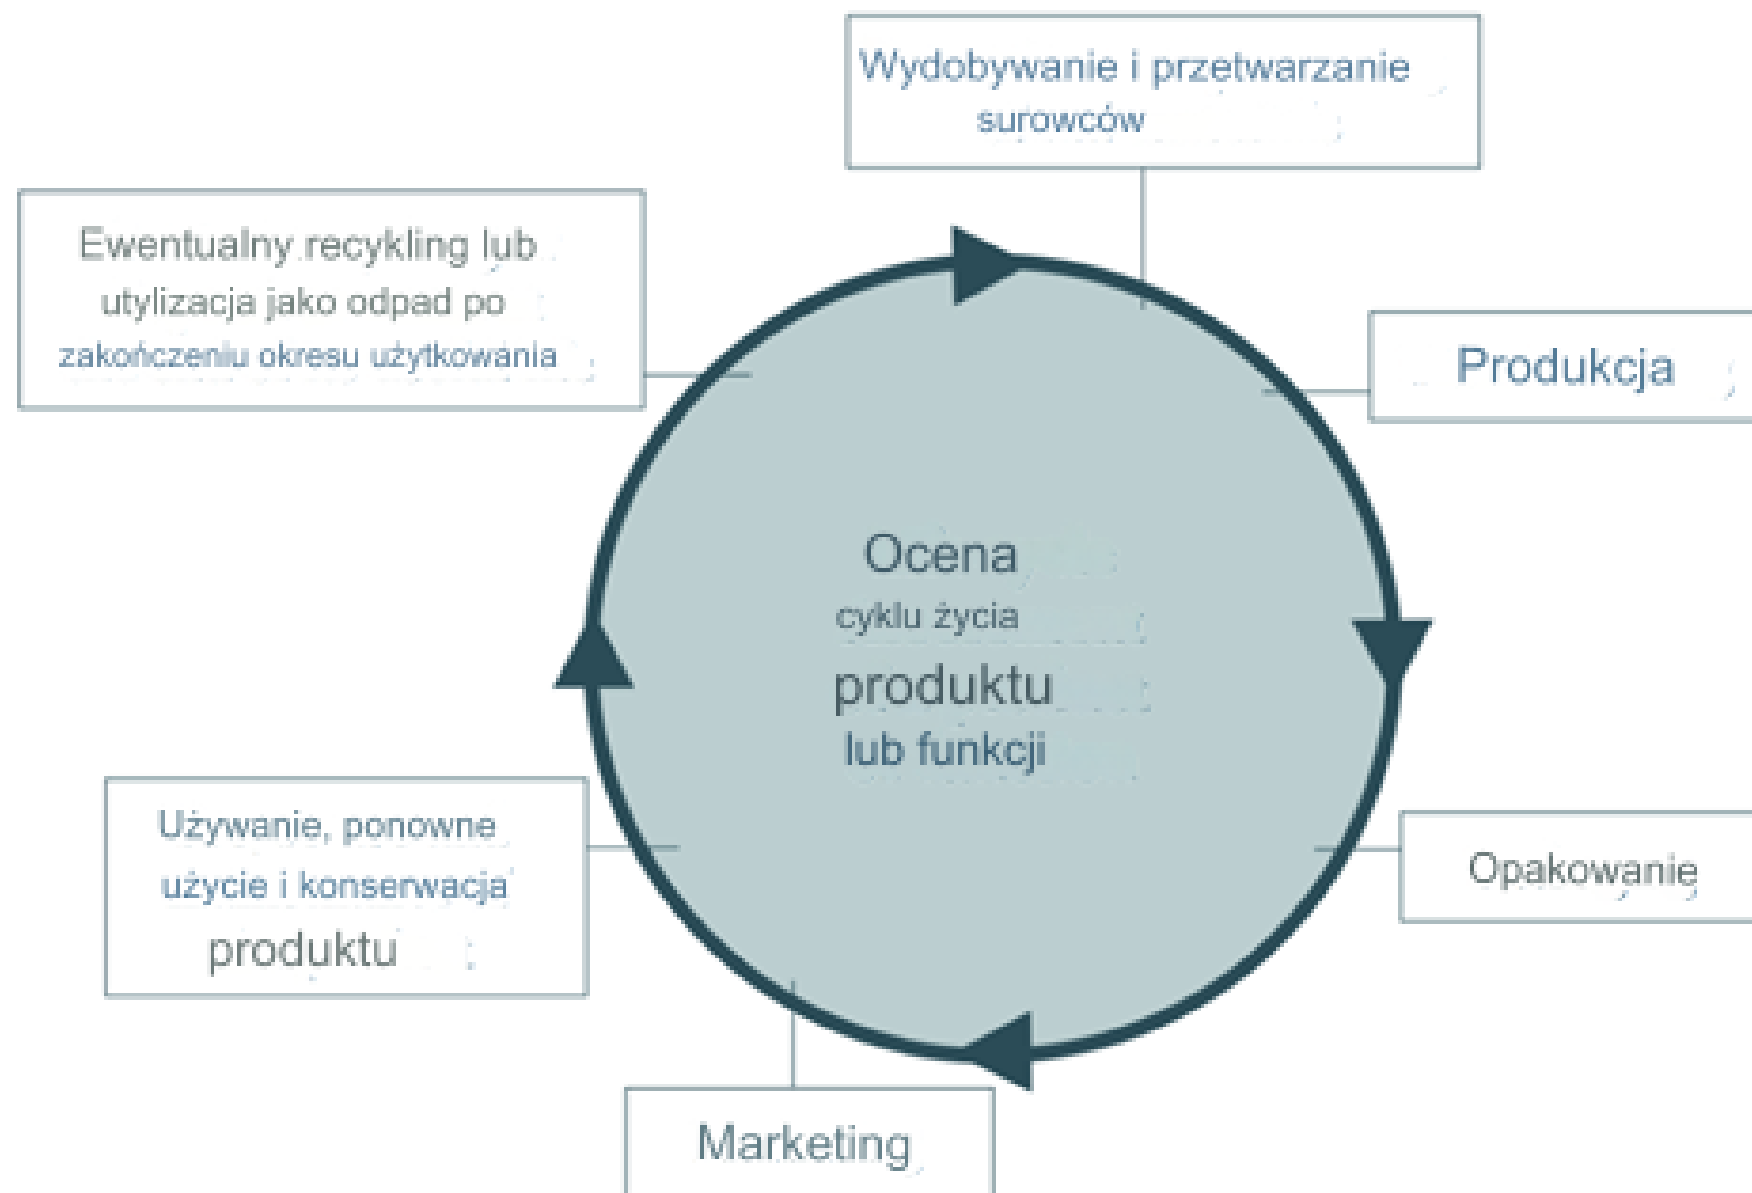 Wydobywanie i przetwarzanie
surowców
Ewentualny recykling lub
utylizacja jako odpad po
zakończeniu okresu użytkowania
Produkcja
Ocena
cyklu życia
produktu
lub funkcji
Używanie, ponowne
użycie i konserwacja
produktu
Opakowanie
Marketing